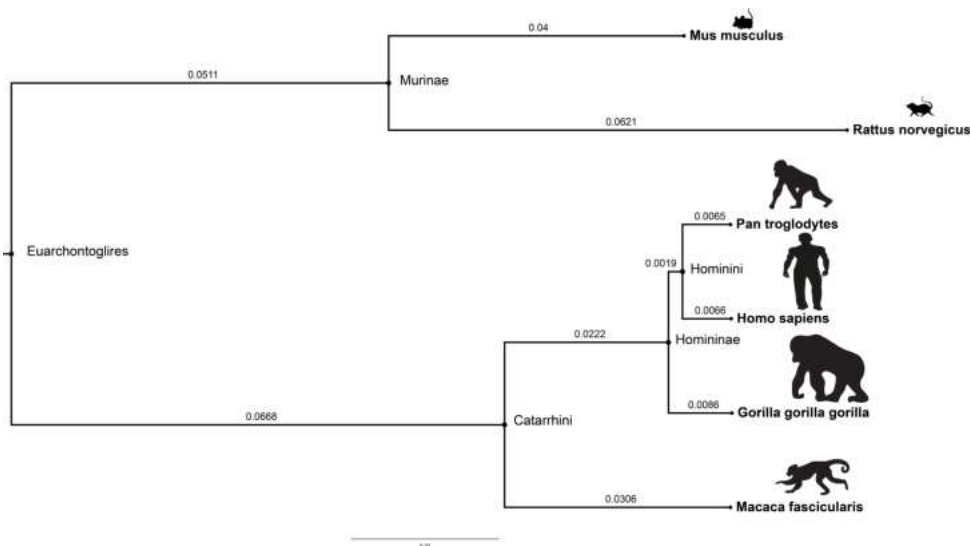 0.04
Mus musculus
0.0511
Murinae
0.0621
Rattus norvegicus
0.0065
Pan troglodytes
Euarchontoglires
0.0019
Hominini
0.0066
Homo sapiens
0.0222
Homininae
0.0086
Gorilla gorilla gorilla
0.0668
Catarrhini
0.0306
Macaca fascicularis